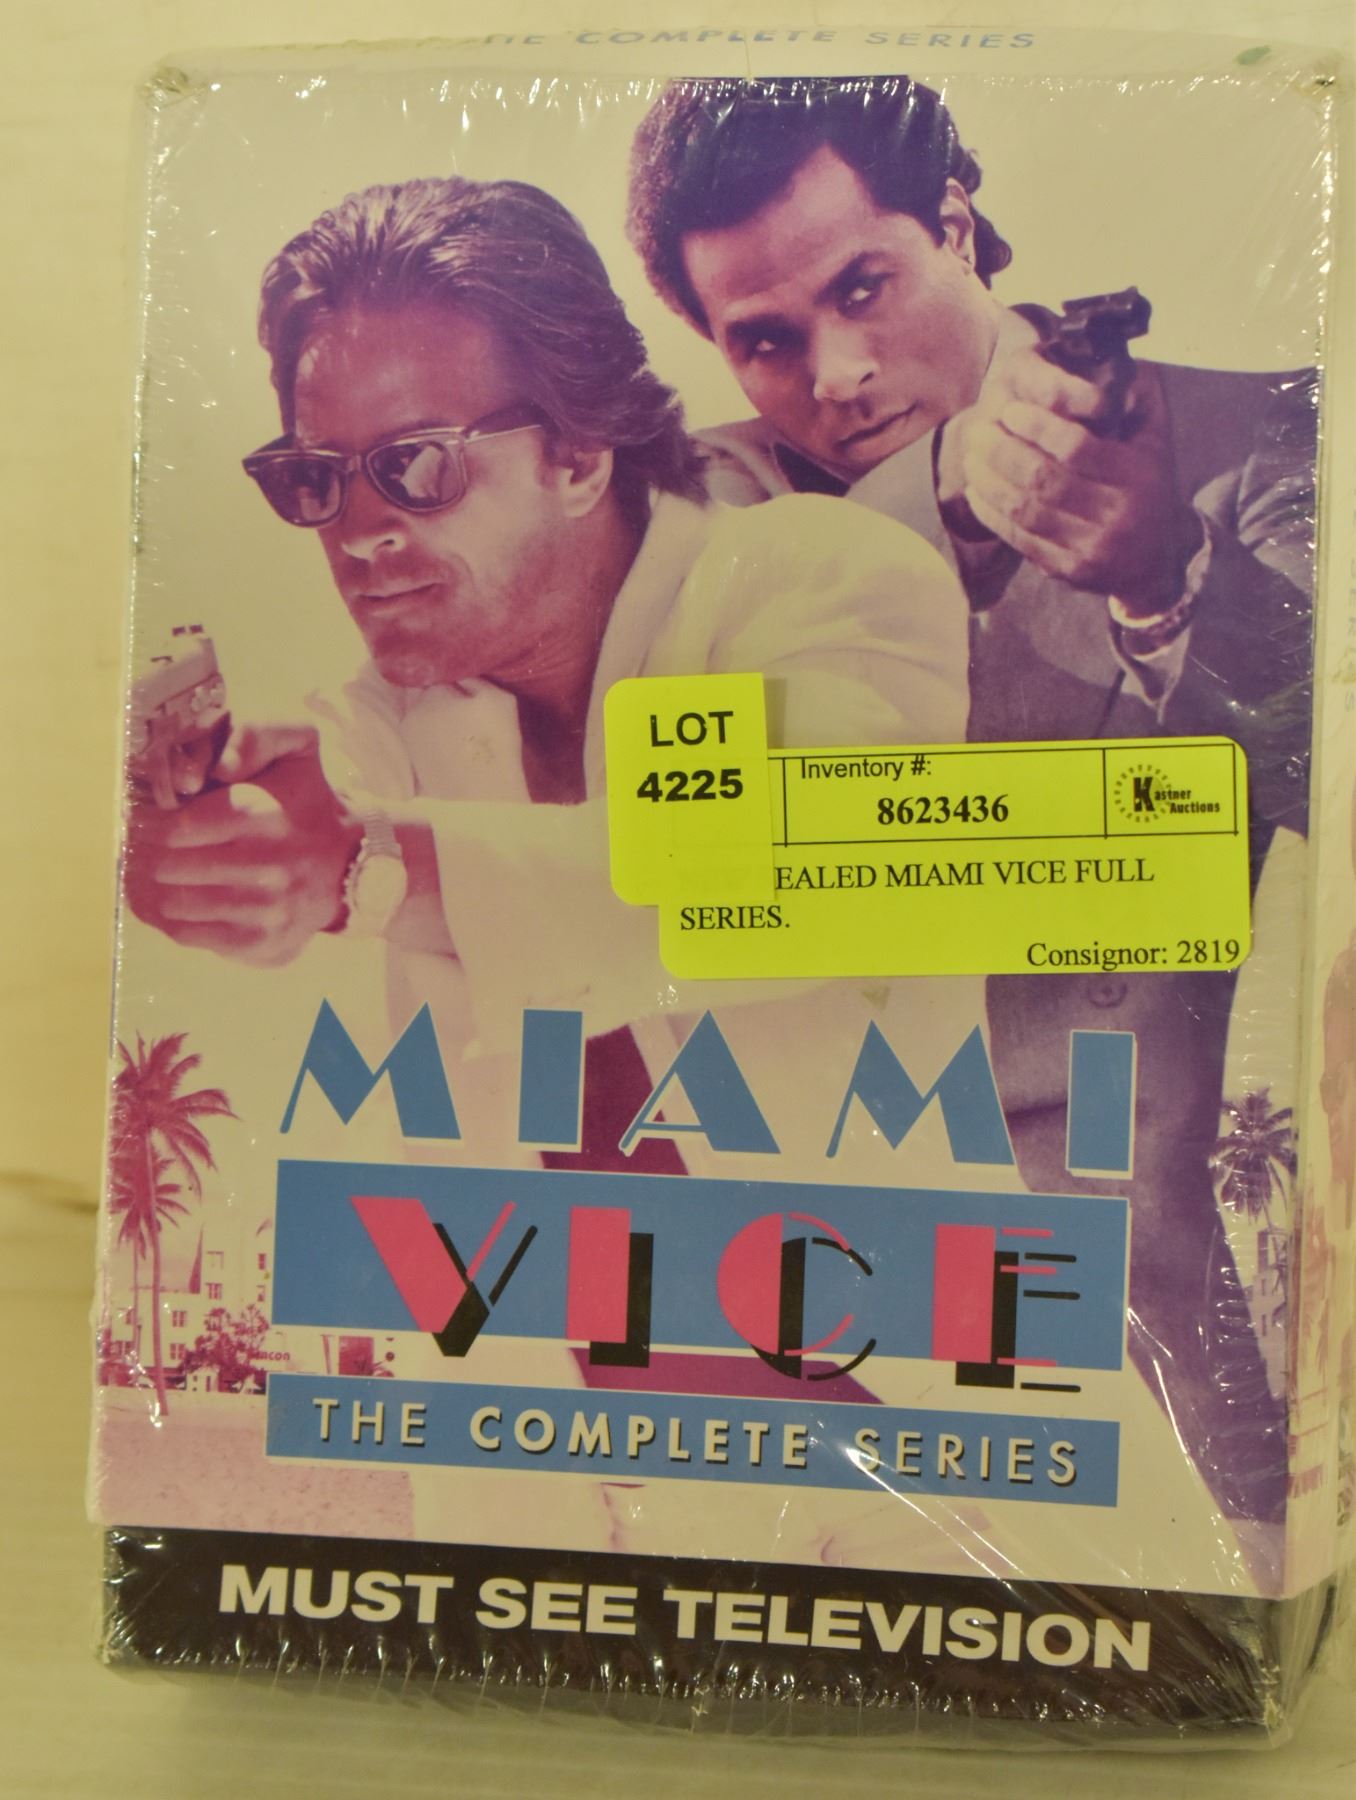 THE COMPLETE SERIES
LOT
4225
Inventory #:
8623436
Kastner
Auctions
EALED MIAMI VICE FULL
SERIES.
Consignor: 2819
MIAMI
VICE
THE COMPLETE SERIES
MUST SEE TELEVISION